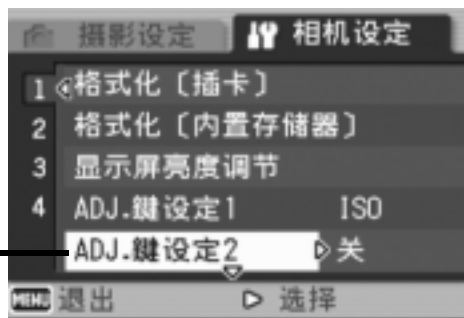 摄影设定 相机设定
1 格式化〔插卡〕
2 格式化〔内置存储器〕
3 显示屏亮度调节
4 ADJ.鍵设定1 ISO
ADJ.鍵设定2 关
MENU 退出 选择